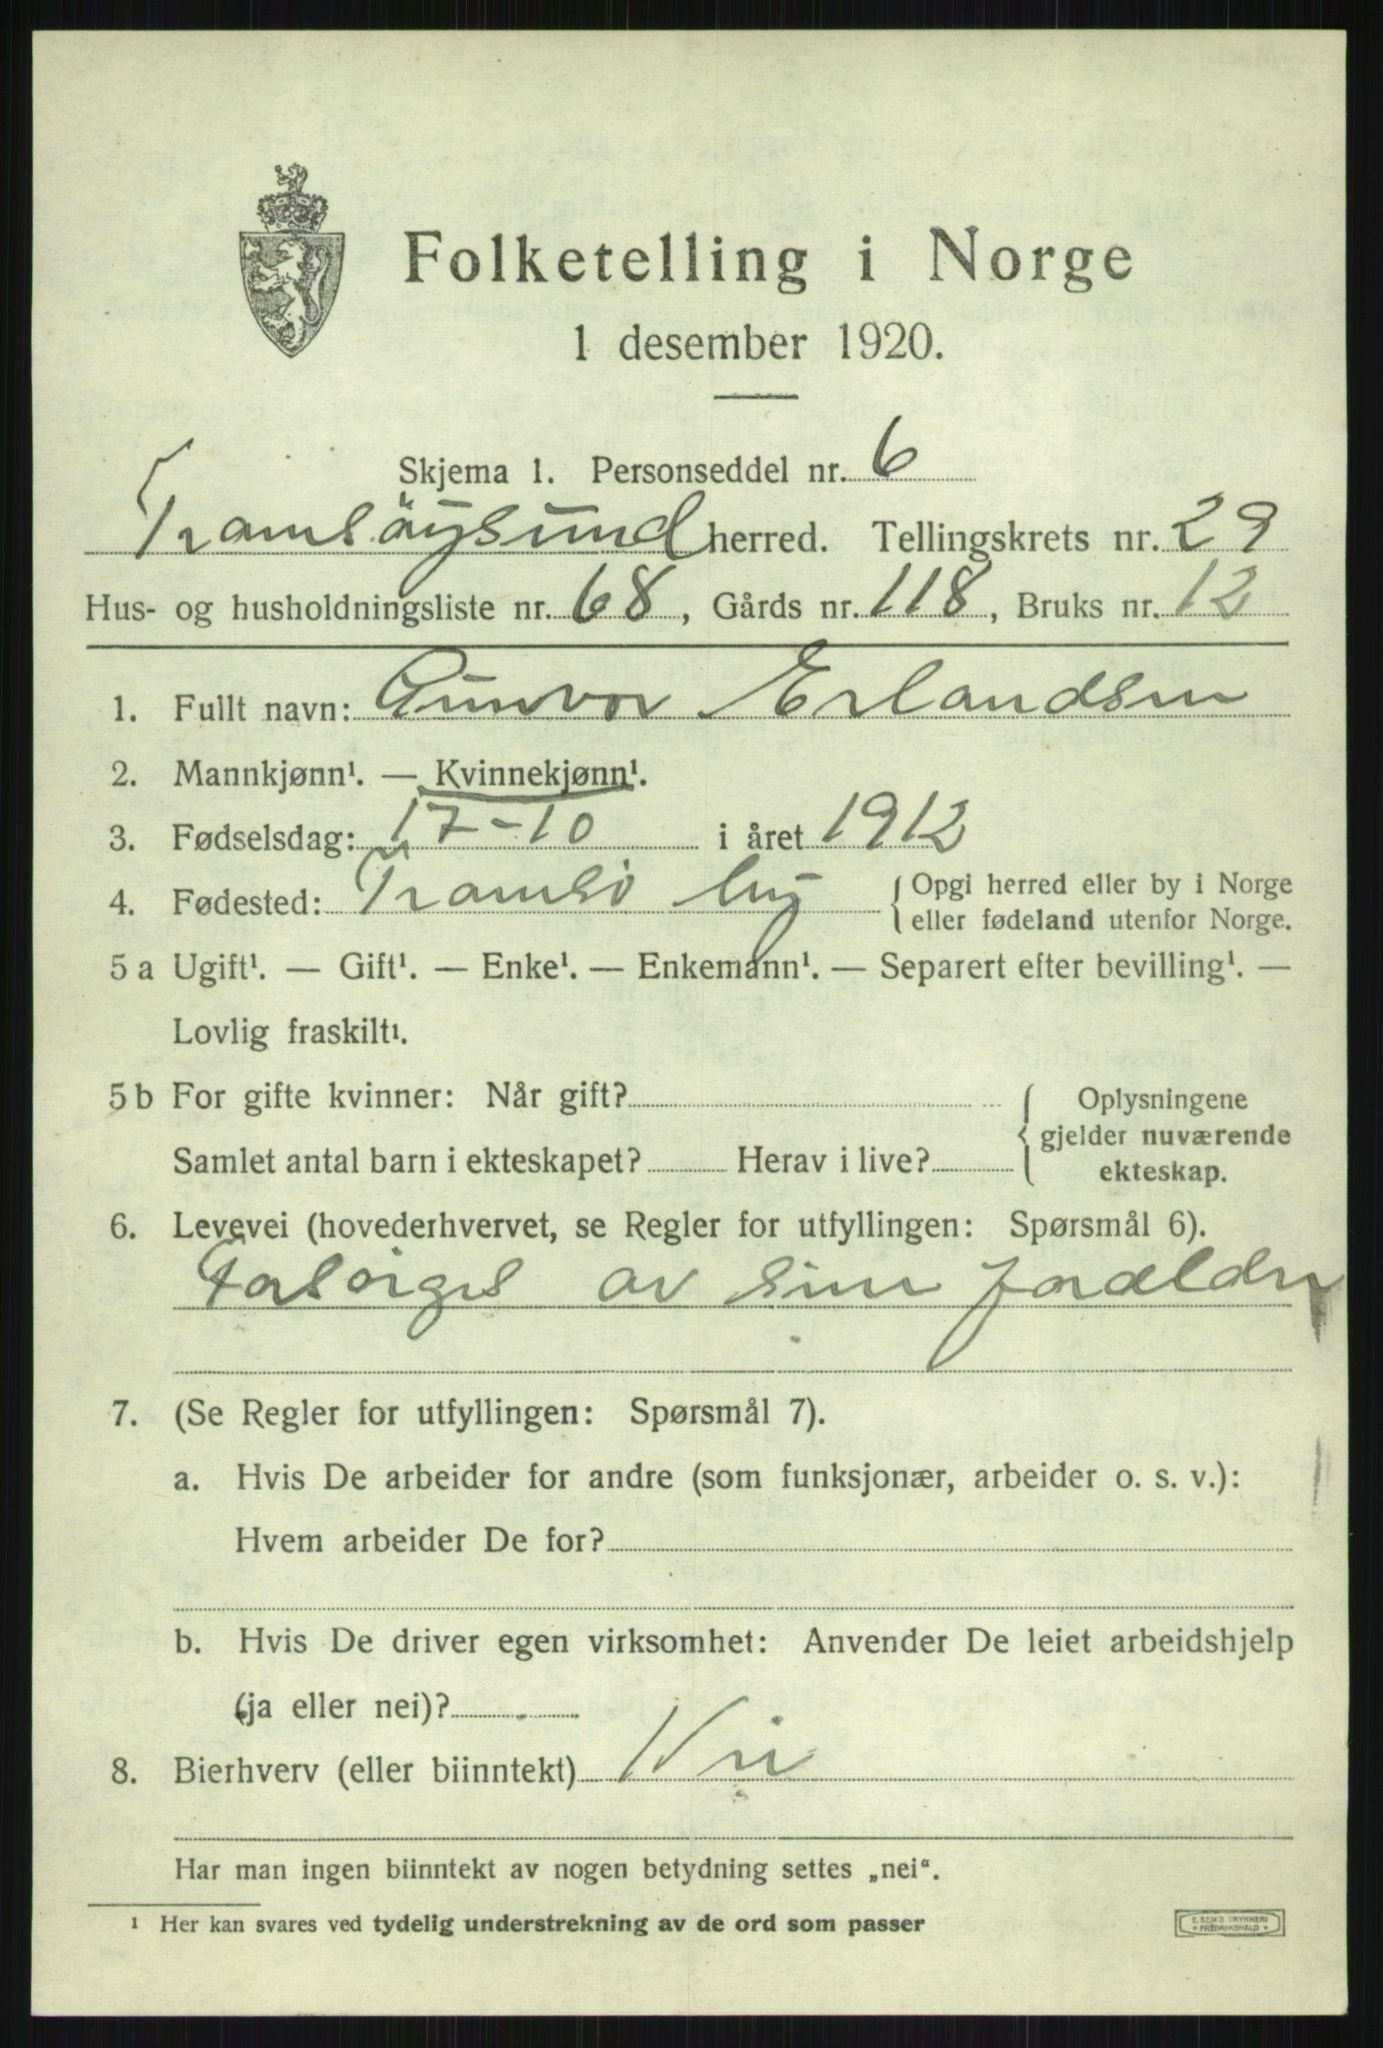 Folketelling i Norge
1 desember 1920.
Skjema 1. Personseddel nr. 6
Tromsöysund herred. Tellingskrets nr. 29
Hus- og husholdningsliste nr. 68, Gårds nr. 118, Bruks nr. 12
1. Fullt navn: Gunvor Erlandsen
2. Mannkjønn¹. — Kvinnekjønn¹.
3. Fødselsdag: 17-10 i året 1912
4. Fødested: Tromsö by { Opgi herred eller by i Norge
eller fødeland utenfor Norge.
5 a Ugift¹. — Gift¹. — Enke¹. — Enkemann¹. — Separert efter bevilling¹. —
Lovlig fraskilt¹.
5 b For gifte kvinner: Når gift? { Oplysningene
gjelder nuværende
Samlet antal barn i ekteskapet? Herav i live? ekteskap.
6. Levevei (hovederhvervet, se Regler for utfyllingen: Spørsmål 6).
Forsörges av sine foreldre
7. (Se Regler for utfyllingen: Spørsmål 7).
a. Hvis De arbeider for andre (som funksjonær, arbeider o. s. v.):
Hvem arbeider De for?
b. Hvis De driver egen virksomhet: Anvender De leiet arbeidshjelp
(ja eller nei)?
8. Bierhverv (eller biinntekt) Nei
Har man ingen biinntekt av nogen betydning settes „nei“.
¹ Her kan svares ved tydelig understrekning av de ord som passer
E. SEM'S TRYKKERI
FREDRIKSHALD